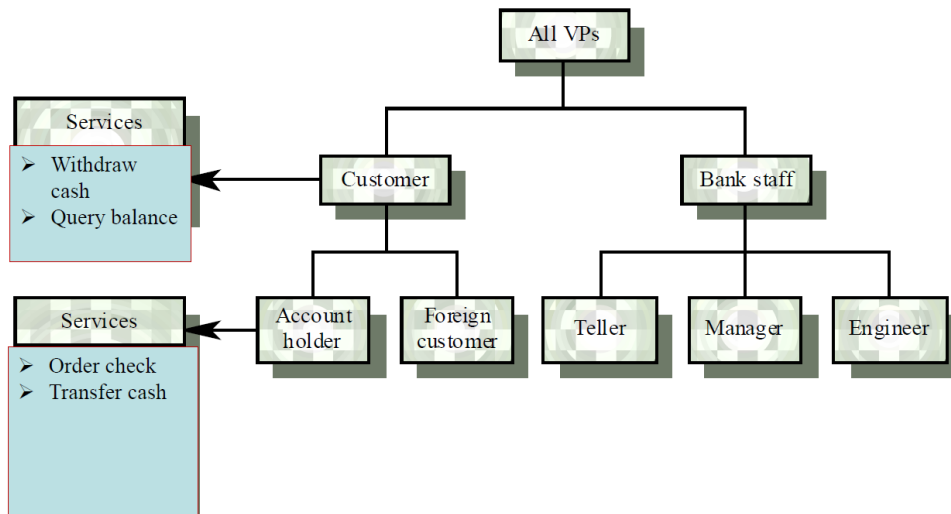 All VPs
Services
➢ Withdraw
cash
➢ Query balance
Customer
Bank staff
Services
➢ Order check
➢ Transfer cash
Account
holder
Foreign
customer
Teller
Manager
Engineer